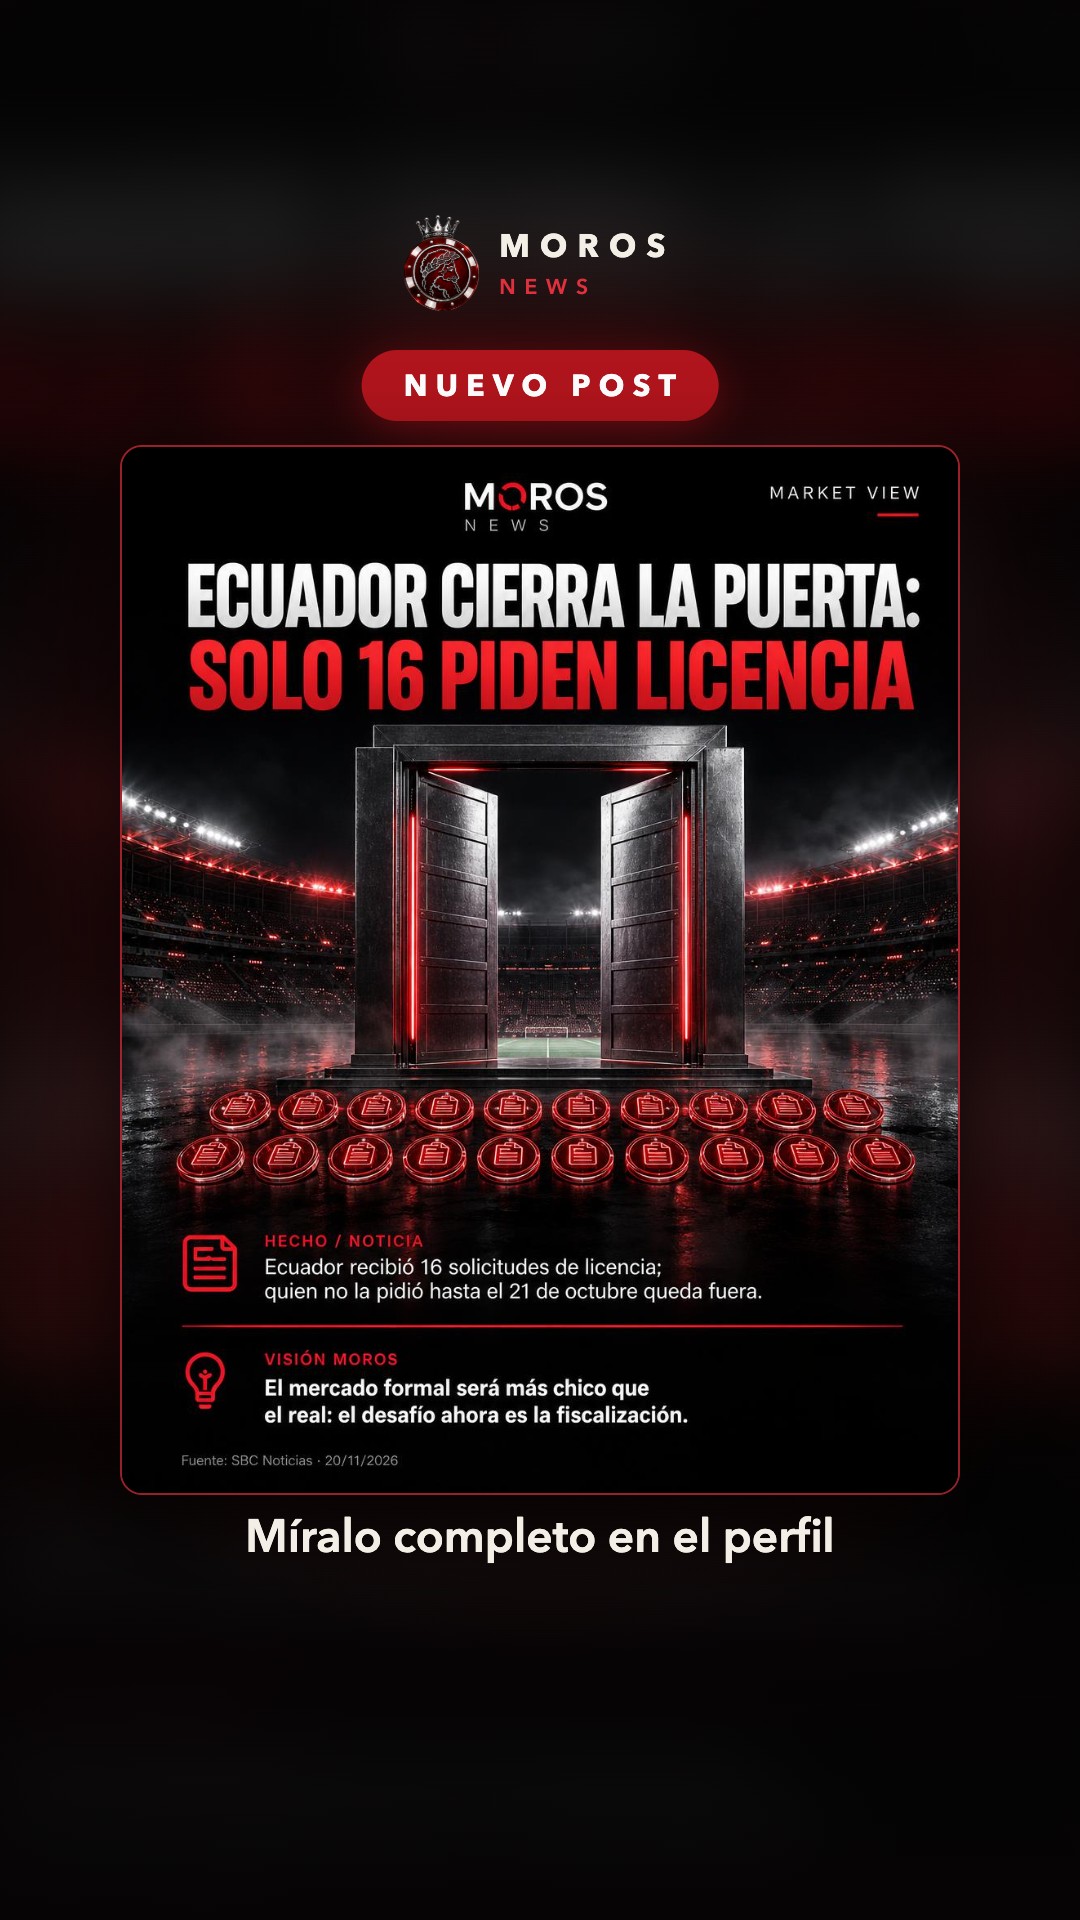 MOROS
NEWS
NUEVO POST
MOROS
NEWS
MARKET VIEW
ECUADOR CIERRA LA PUERTA:
SOLO 16 PIDEN LICENCIA
HECHO / NOTICIA
Ecuador recibió 16 solicitudes de licencia;
quien no la pidió hasta el 21 de octubre queda fuera.
VISIÓN MOROS
El mercado formal será más chico que
el real: el desafío ahora es la fiscalización.
Fuente: SBC Noticias · 20/11/2026
Míralo completo en el perfil